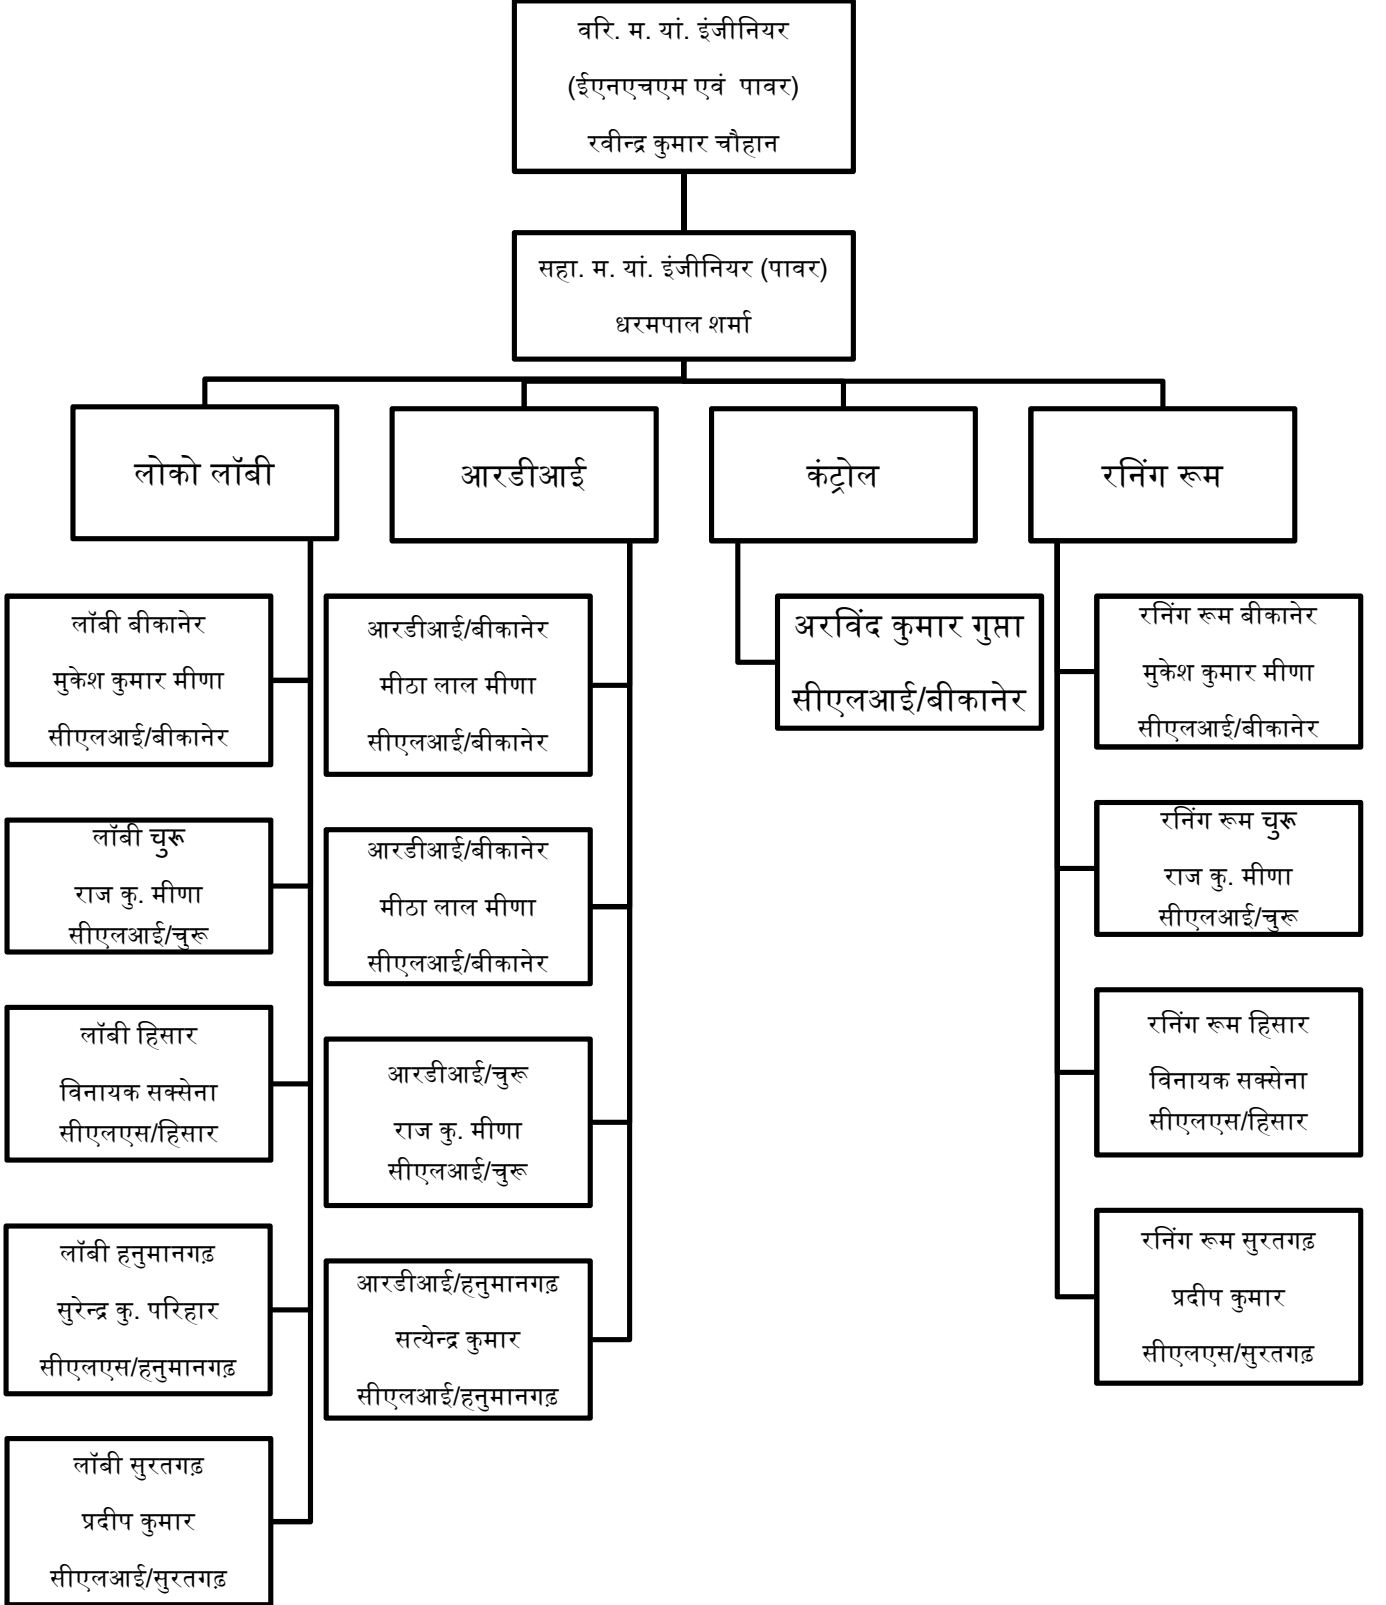 वरि. म. यां. इंजीनियर
(ईएनएचएम एवं पावर)
रवीन्द्र कुमार चौहान
सहा. म. यां. इंजीनियर (पावर)
धरमपाल शर्मा
लोको लॉबी
लॉबी बीकानेर
मुकेश कुमार मीणा
सीएलआई/बीकानेर
लॉबी चुरू
राज कु. मीणा
सीएलआई/चुरू
लॉबी हिसार
विनायक सक्सेना
सीएलएस/हिसार
लॉबी हनुमानगढ़
सुरेन्द्र कु. परिहार
सीएलएस/हनुमानगढ़
लॉबी सुरतगढ़
प्रदीप कुमार
सीएलआई/सुरतगढ़
आरडीआई
आरडीआई/बीकानेर
मीठा लाल मीणा
सीएलआई/बीकानेर
आरडीआई/बीकानेर
मीठा लाल मीणा
सीएलआई/बीकानेर
आरडीआई/चुरू
राज कु. मीणा
सीएलआई/चुरू
आरडीआई/हनुमानगढ़
सत्येन्द्र कुमार
सीएलआई/हनुमानगढ़
कंट्रोल
अरविंद कुमार गुप्ता
सीएलआई/बीकानेर
रनिंग रूम
रनिंग रूम बीकानेर
मुकेश कुमार मीणा
सीएलआई/बीकानेर
रनिंग रूम चुरू
राज कु. मीणा
सीएलआई/चुरू
रनिंग रूम हिसार
विनायक सक्सेना
सीएलएस/हिसार
रनिंग रूम सुरतगढ़
प्रदीप कुमार
सीएलएस/सुरतगढ़